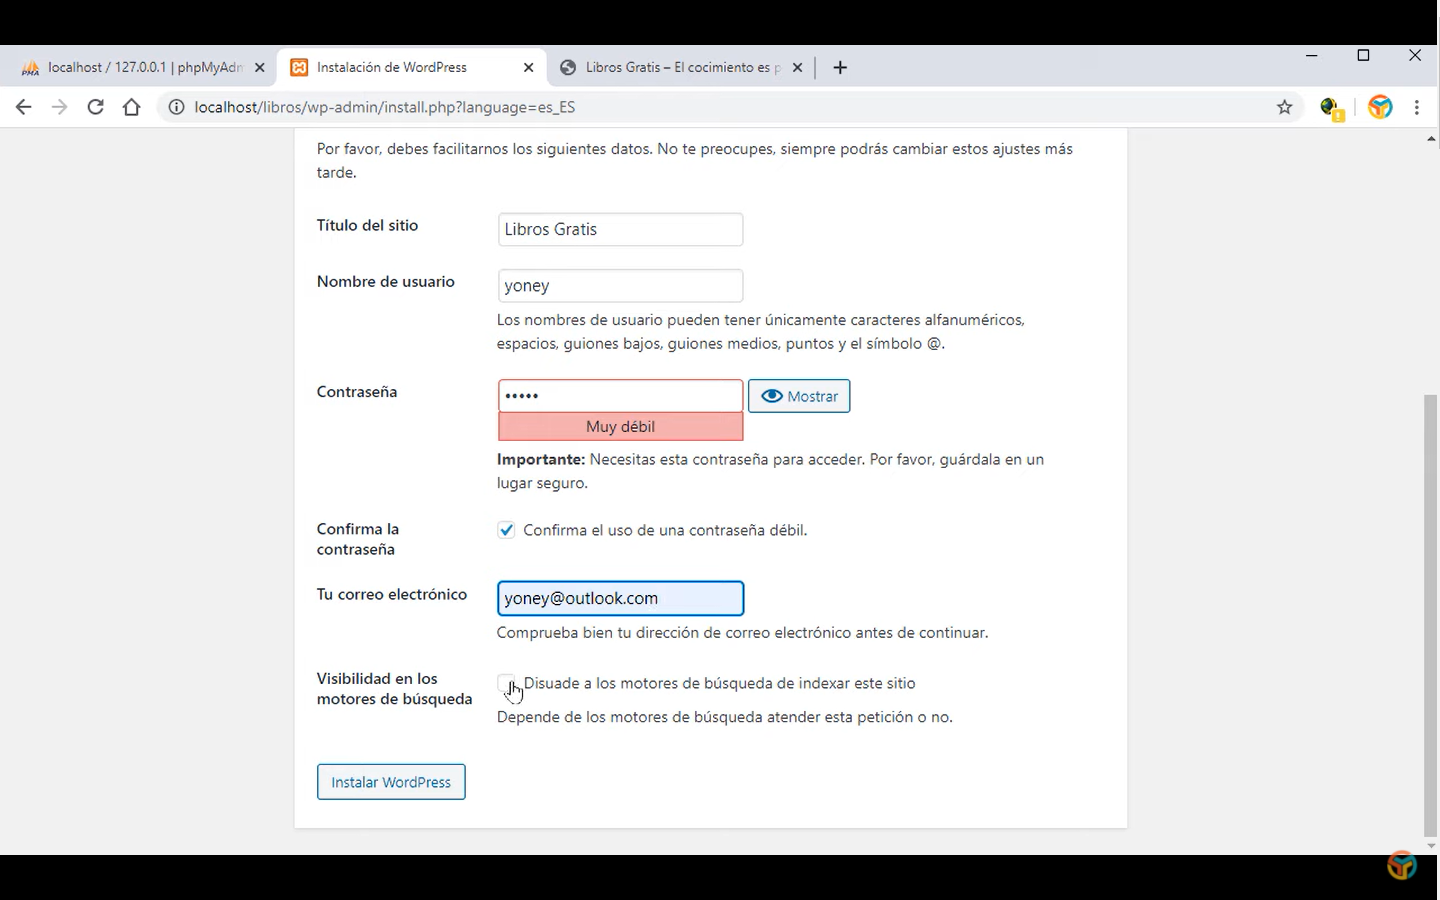 PMA localhost / 127.0.0.1 | phpMyAdm
Instalación de WordPress
Libros Gratis – El cocimiento es p
localhost/libros/wp-admin/install.php?language=es_ES
Por favor, debes facilitarnos los siguientes datos. No te preocupes, siempre podrás cambiar estos ajustes más
tarde.
Título del sitio
Libros Gratis
Nombre de usuario
yoney
Los nombres de usuario pueden tener únicamente caracteres alfanuméricos,
espacios, guiones bajos, guiones medios, puntos y el símbolo @.
Contraseña
•••••
Mostrar
Muy débil
Importante: Necesitas esta contraseña para acceder. Por favor, guárdala en un
lugar seguro.
Confirma la
contraseña
Confirma el uso de una contraseña débil.
Tu correo electrónico
yoney@outlook.com
Comprueba bien tu dirección de correo electrónico antes de continuar.
Visibilidad en los
motores de búsqueda
Disuade a los motores de búsqueda de indexar este sitio
Depende de los motores de búsqueda atender esta petición o no.
Instalar WordPress